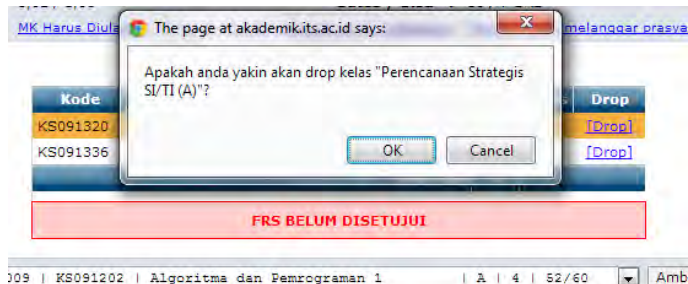 MK Harus Diula
The page at akademik.its.ac.id says:
melanggar prasya
Apakah anda yakin akan drop kelas "Perencanaan Strategis
SI/TI (A)"?
Kode
s Drop
KS091320
[Drop]
OK Cancel
KS091336
[Drop]
FRS BELUM DISETUJUI
009 | KS091202 | Algoritma dan Pemrograman 1 | A | 4 | 52/60 Amb